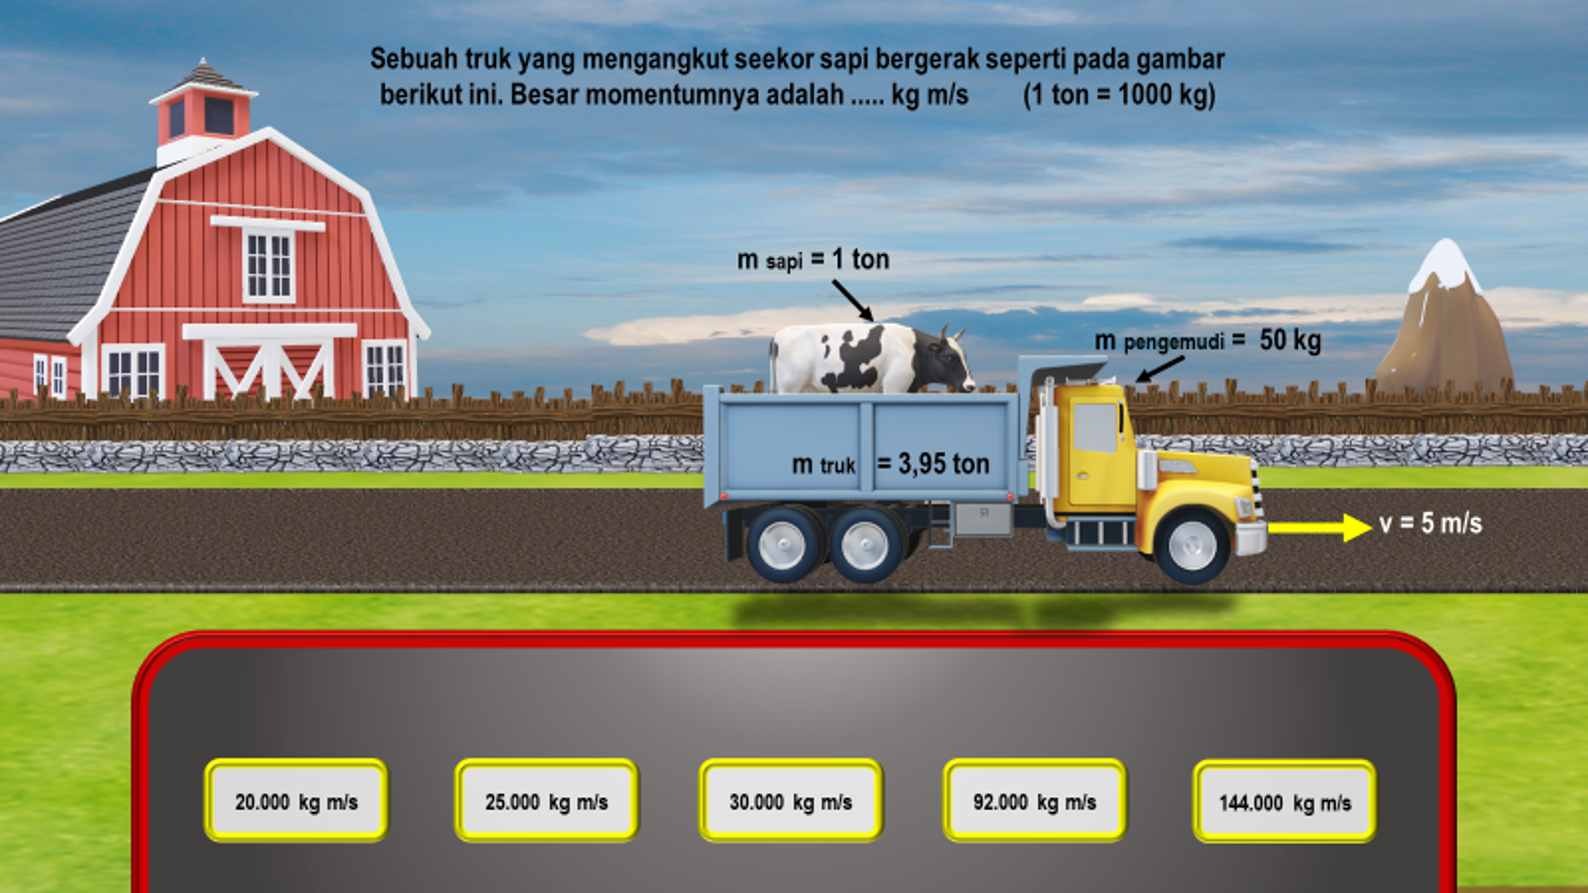 Sebuah truk yang mengangkut seekor sapi bergerak seperti pada gambar
berikut ini. Besar momentumnya adalah ..... kg m/s (1 ton = 1000 kg)
m sapi = 1 ton
m pengemudi = 50 kg
m truk = 3,95 ton
v = 5 m/s
20.000 kg m/s
25.000 kg m/s
30.000 kg m/s
92.000 kg m/s
144.000 kg m/s